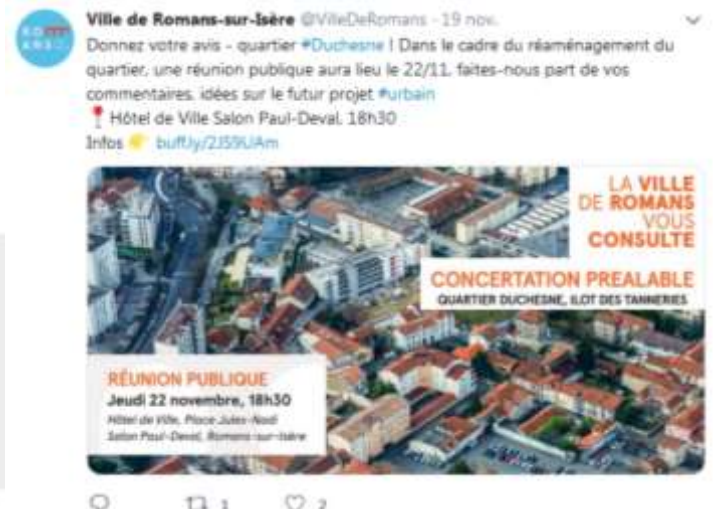 Ville de Romans-sur-Isère @VilleDeRomans · 19 nov.
Donnez votre avis - quartier #Duchesne ! Dans le cadre du réaménagement du
quartier, une réunion publique aura lieu le 22/11, faites-nous part de vos
commentaires, idées sur le futur projet #urbain
Hôtel de Ville Salon Paul-Deval, 18h30
Infos buff.ly/2JS9UAm
LA VILLE
DE ROMANS
VOUS
CONSULTE
CONCERTATION PREALABLE
QUARTIER DUCHESNE, ILOT DES TANNERIES
RÉUNION PUBLIQUE
Jeudi 22 novembre, 18h30
Hôtel de Ville, Place Jules-Nadi
Salon Paul-Deval, Romans-sur-Isère
1 2